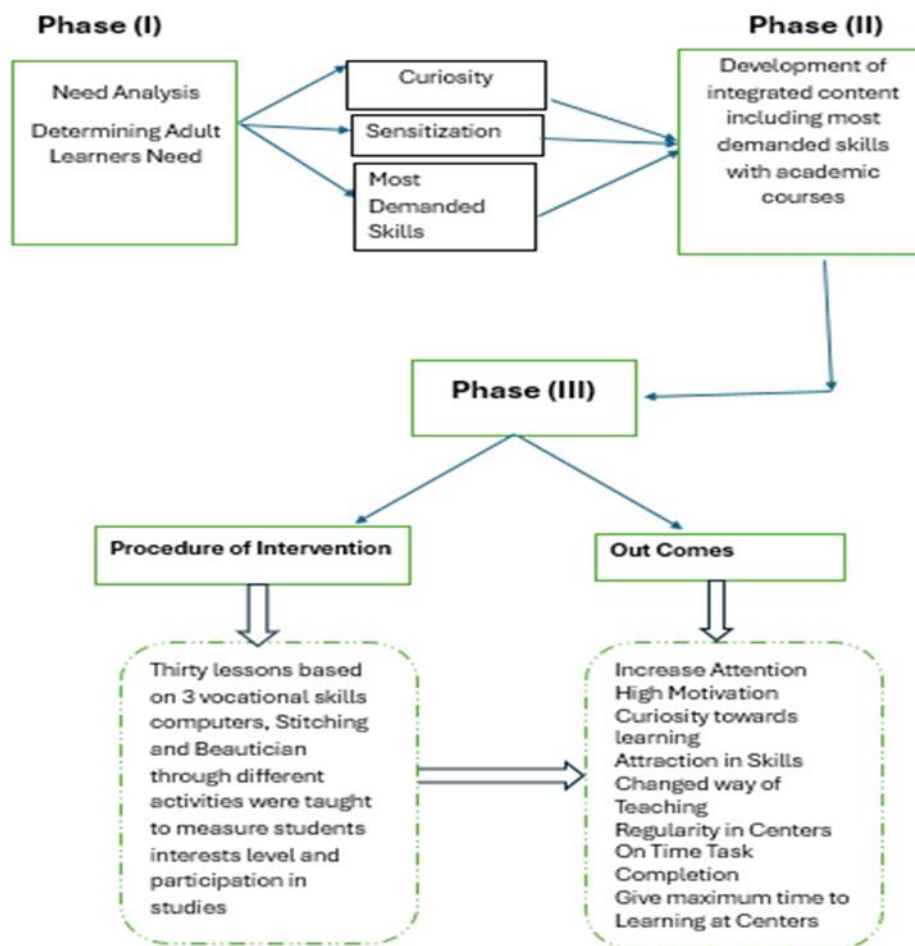 Phase (I)
Phase (II)
Need Analysis
Determining Adult
Learners Need
Curiosity
Sensitization
Most
Demanded
Skills
Development of
integrated content
including most
demanded skills
with academic
courses
Phase (III)
Procedure of Intervention
Out Comes
Thirty lessons based
on 3 vocational skills
computers, Stitching
and Beautician
through different
activities were taught
to measure students
interests level and
participation in
studies
Increase Attention
High Motivation
Curiosity towards
learning
Attraction in Skills
Changed way of
Teaching
Regularity in Centers
On Time Task
Completion
Give maximum time to
Learning at Centers